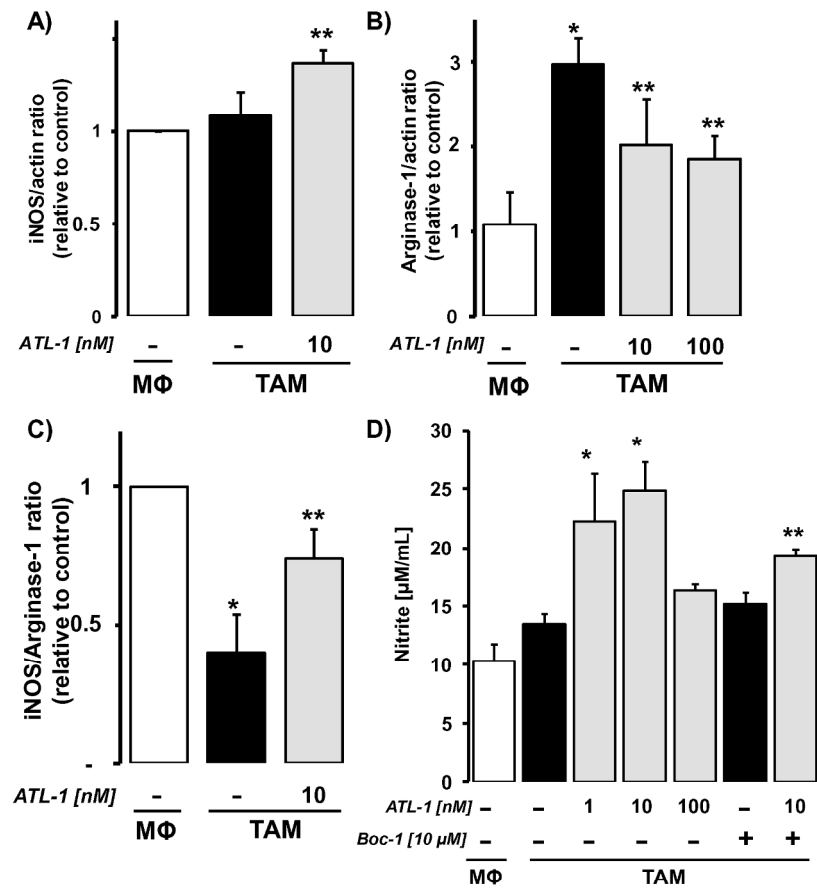 A)
iNOS/actin ratio
(relative to control)
1
0.5
0
**
ATL-1 [nM]
- - 10
MΦ TAM
B)
Arginase-1/actin ratio
(relative to control)
3
2
1
0
* ** **
ATL-1 [nM]
- - 10 100
MΦ TAM
C)
iNOS/Arginase-1 ratio
(relative to control)
1
0.5
-
* **
ATL-1 [nM]
- - 10
MΦ TAM
D)
Nitrite [µM/mL]
30
25
20
15
10
5
0
* * **
ATL-1 [nM] - - 1 10 100 - 10
Boc-1 [10 µM] - - - - - + +
MΦ TAM